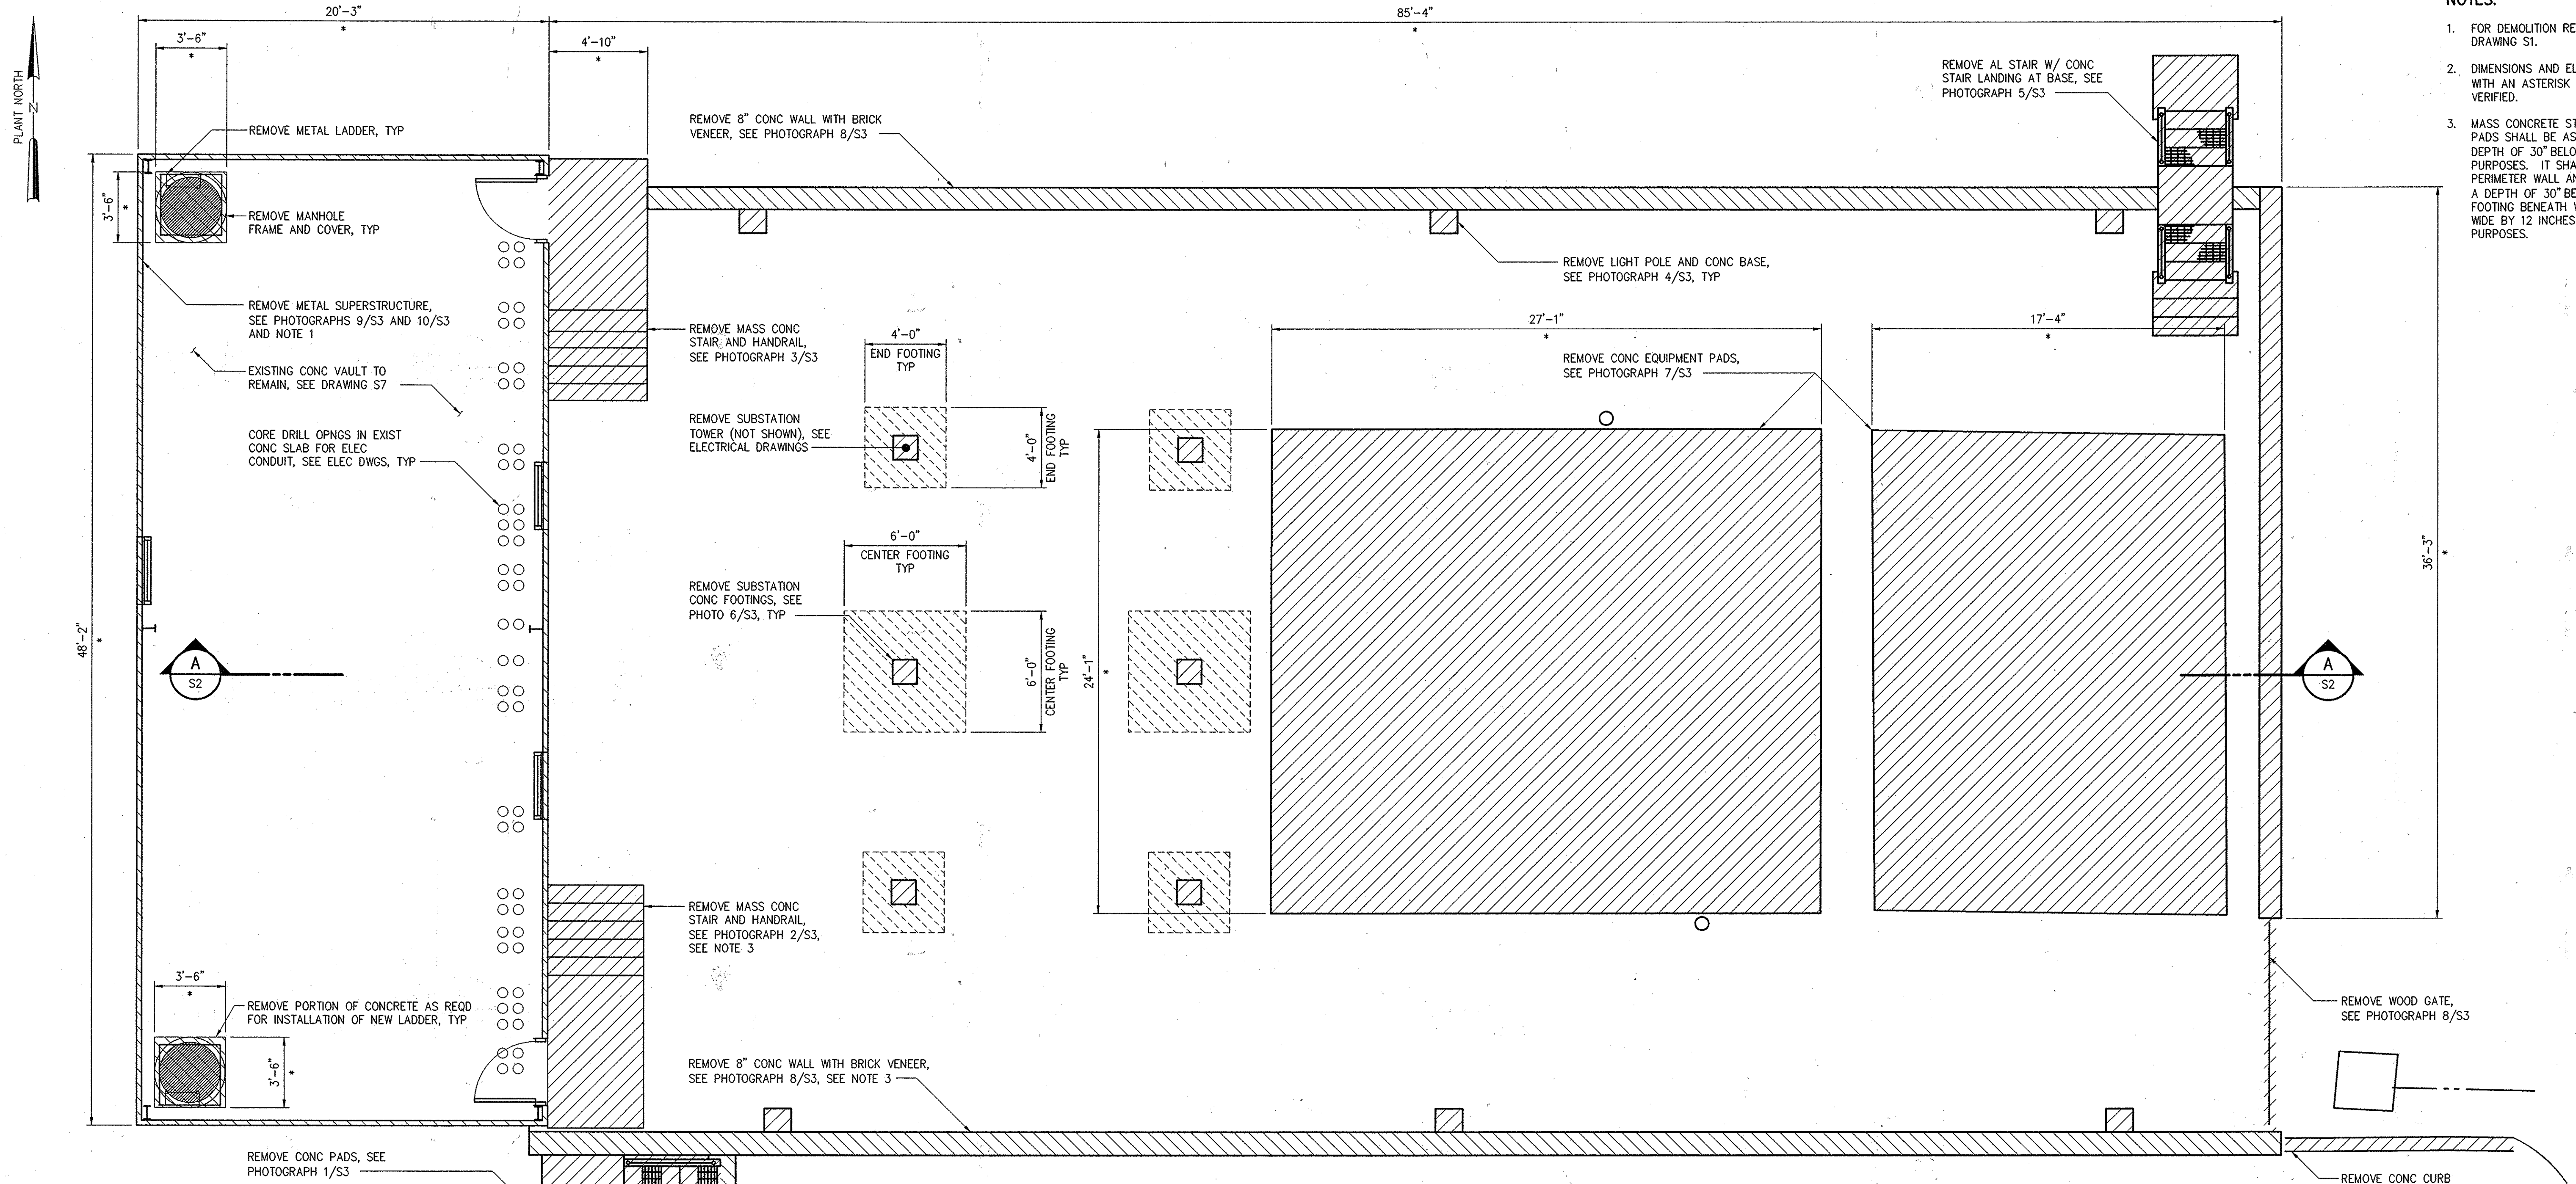 20'-3"
*
85'-4"
*
3'-6"
*
4'-10"
*
PLANT NORTH
N
NOTES:
1. FOR DEMOLITION RE
DRAWING S1.
2. DIMENSIONS AND EL
WITH AN ASTERISK
VERIFIED.
3. MASS CONCRETE ST
PADS SHALL BE AS
DEPTH OF 30" BELO
PURPOSES. IT SHA
PERIMETER WALL AN
A DEPTH OF 30" BE
FOOTING BENEATH W
WIDE BY 12 INCHES
PURPOSES.
REMOVE AL STAIR W/ CONC
STAIR LANDING AT BASE, SEE
PHOTOGRAPH 5/S3
REMOVE METAL LADDER, TYP
REMOVE 8" CONC WALL WITH BRICK
VENEER, SEE PHOTOGRAPH 8/S3
3'-6"
*
REMOVE MANHOLE
FRAME AND COVER, TYP
REMOVE LIGHT POLE AND CONC BASE,
SEE PHOTOGRAPH 4/S3, TYP
REMOVE METAL SUPERSTRUCTURE,
SEE PHOTOGRAPHS 9/S3 AND 10/S3
AND NOTE 1
REMOVE MASS CONC
STAIR AND HANDRAIL,
SEE PHOTOGRAPH 3/S3
4'-0"
END FOOTING
TYP
27'-1"
*
17'-4"
*
REMOVE CONC EQUIPMENT PADS,
SEE PHOTOGRAPH 7/S3
EXISTING CONC VAULT TO
REMAIN, SEE DRAWING S7
REMOVE SUBSTATION
TOWER (NOT SHOWN), SEE
ELECTRICAL DRAWINGS
4'-0"
END FOOTING
TYP
CORE DRILL OPNGS IN EXIST
CONC SLAB FOR ELEC
CONDUIT, SEE ELEC DWGS, TYP
6'-0"
CENTER FOOTING
TYP
36'-3"
*
REMOVE SUBSTATION
CONC FOOTINGS, SEE
PHOTO 6/S3, TYP
48'-2"
*
6'-0"
CENTER FOOTING
TYP
24'-1"
*
A
S2
A
S2
REMOVE MASS CONC
STAIR AND HANDRAIL,
SEE PHOTOGRAPH 2/S3,
SEE NOTE 3
3'-6"
*
REMOVE PORTION OF CONCRETE AS REQD
FOR INSTALLATION OF NEW LADDER, TYP
REMOVE WOOD GATE,
SEE PHOTOGRAPH 8/S3
3'-6"
*
REMOVE 8" CONC WALL WITH BRICK VENEER,
SEE PHOTOGRAPH 8/S3, SEE NOTE 3
REMOVE CONC PADS, SEE
PHOTOGRAPH 1/S3
REMOVE CONC CURB